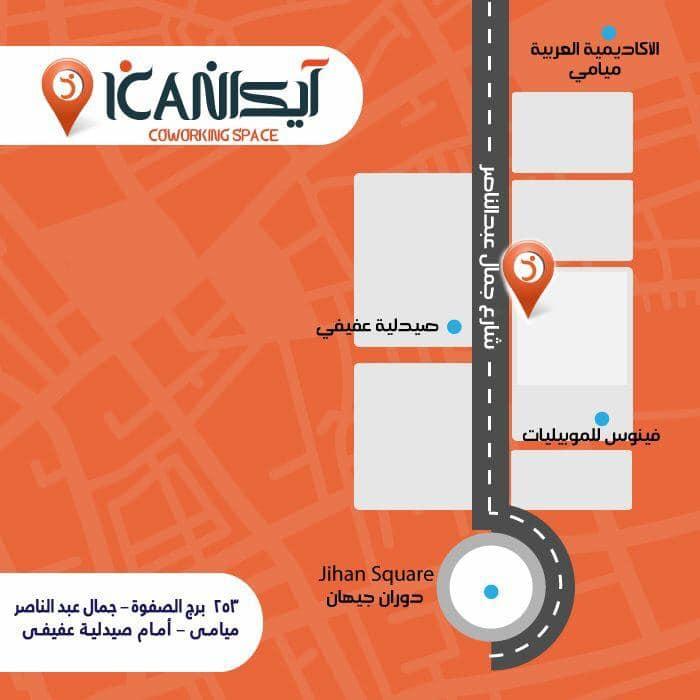 آيكان ICAN
COWORKING SPACE
الاكاديمية العربية
ميامي
شارع جمال عبدالناصر
صيدلية عفيفي
فينوس للموبيليات
Jihan Square
دوران جيهان
٢٥٣ برج الصفوة - جمال عبد الناصر
ميامى - أمام صيدلية عفيفى